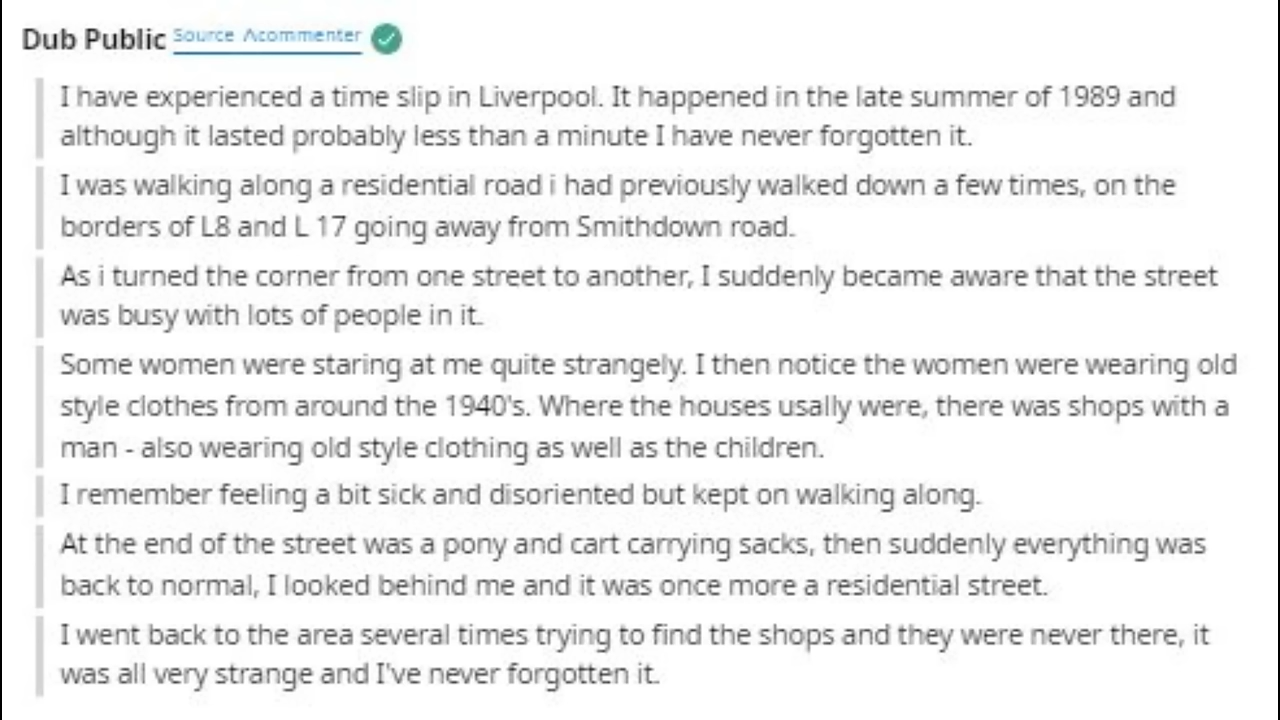 Dub Public Source Acommenter
I have experienced a time slip in Liverpool. It happened in the late summer of 1989 and
although it lasted probably less than a minute I have never forgotten it.
I was walking along a residential road i had previously walked down a few times, on the
borders of L8 and L 17 going away from Smithdown road.
As i turned the corner from one street to another, I suddenly became aware that the street
was busy with lots of people in it.
Some women were staring at me quite strangely. I then notice the women were wearing old
style clothes from around the 1940's. Where the houses usally were, there was shops with a
man - also wearing old style clothing as well as the children.
I remember feeling a bit sick and disoriented but kept on walking along.
At the end of the street was a pony and cart carrying sacks, then suddenly everything was
back to normal, I looked behind me and it was once more a residential street.
I went back to the area several times trying to find the shops and they were never there, it
was all very strange and I've never forgotten it.